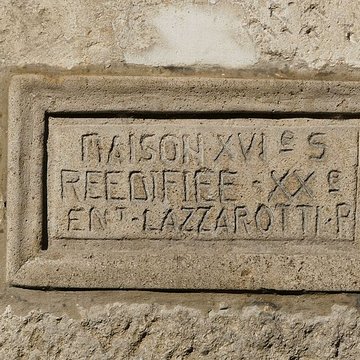 MAISON XVIe S
REEDIFIEE · XXe
ENT · LAZZAROTTI · P